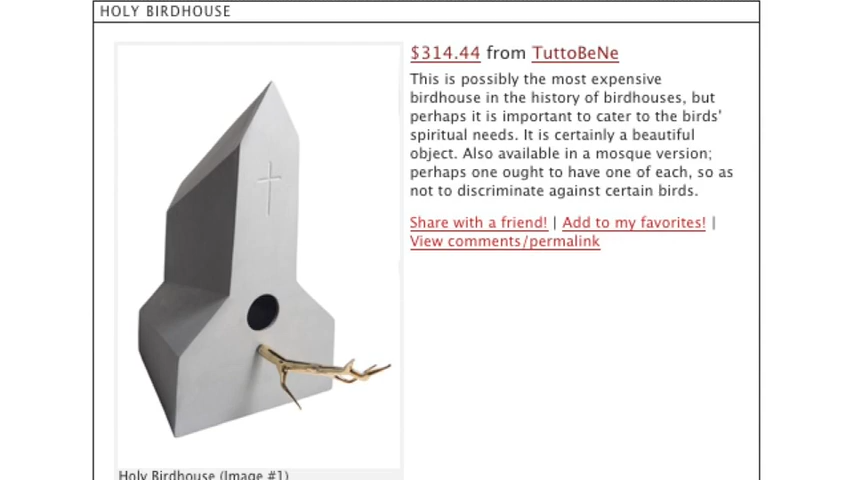 HOLY BIRDHOUSE
$314.44 from TuttoBeNe
This is possibly the most expensive
birdhouse in the history of birdhouses, but
perhaps it is important to cater to the birds'
spiritual needs. It is certainly a beautiful
object. Also available in a mosque version;
perhaps one ought to have one of each, so as
not to discriminate against certain birds.
Share with a friend! | Add to my favorites! |
View comments/permalink
Holy Birdhouse (Image #1)